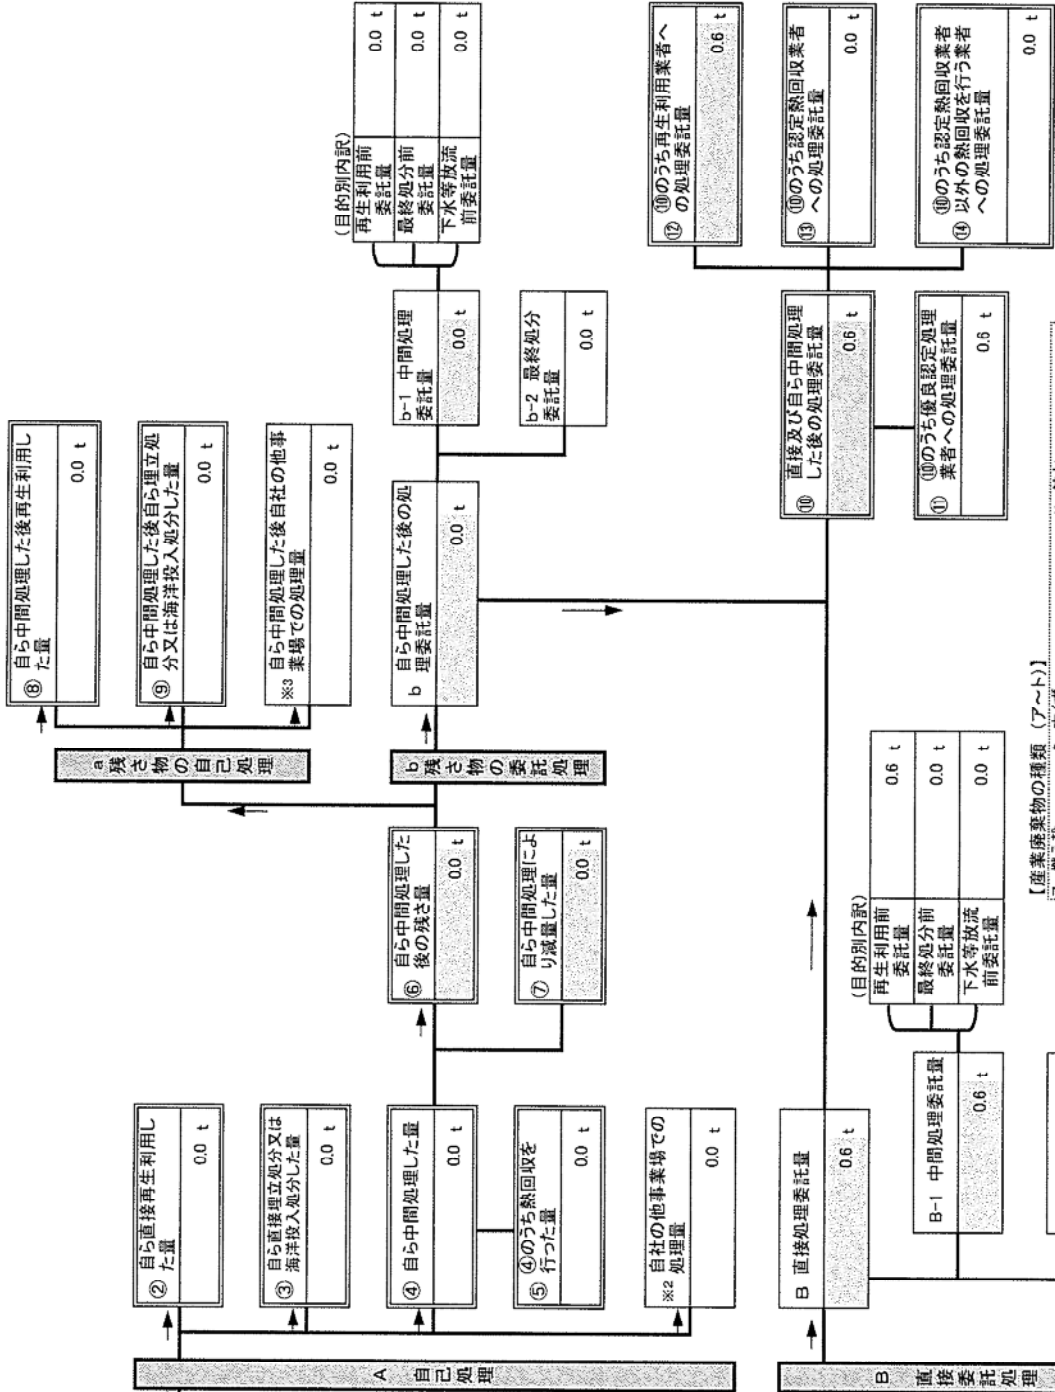 A 自己処理
② 自ら直接再生利用し
た量
0.0 t
③ 自ら直接埋立処分又は
海洋投入処分した量
0.0 t
④ 自ら中間処理した量
0.0 t
⑤ ④のうち熱回収を
行った量
0.0 t
※2 自社の他事業場での
処理量
0.0 t
⑥ 自ら中間処理した
後の残さ量
0.0 t
⑦ 自ら中間処理によ
り減量した量
0.0 t
a 残さ物の自己処理
⑧ 自ら中間処理した後再生利用し
た量
0.0 t
⑨ 自ら中間処理した後自ら埋立処
分又は海洋投入処分した量
0.0 t
※3 自ら中間処理した後自社の他事
業場での処理量
0.0 t
b 残さ物の委託処理
b 自ら中間処理した後の処
理委託量
0.0 t
b-1 中間処理
委託量
0.0 t
b-2 最終処分
委託量
0.0 t
(目的別内訳)
再生利用前
委託量
0.0 t
最終処分前
委託量
0.0 t
下水等放流
前委託量
0.0 t
B 直接委託処理
B 直接処理委託量
0.6 t
B-1 中間処理委託量
0.6 t
(目的別内訳)
再生利用前
委託量
0.6 t
最終処分前
委託量
0.0 t
下水等放流
前委託量
0.0 t
⑩ 直接及び自ら中間処理
した後の処理委託量
0.6 t
⑪ ⑩のうち優良認定処理
業者への処理委託量
0.6 t
⑫ ⑩のうち再生利用業者へ
の処理委託量
0.6 t
⑬ ⑩のうち認定熱回収業者
への処理委託量
0.0 t
⑭ ⑩のうち認定熱回収業者
以外の熱回収を行う業者
への処理委託量
0.0 t
【産業廃棄物の種類 (ア~ト)】